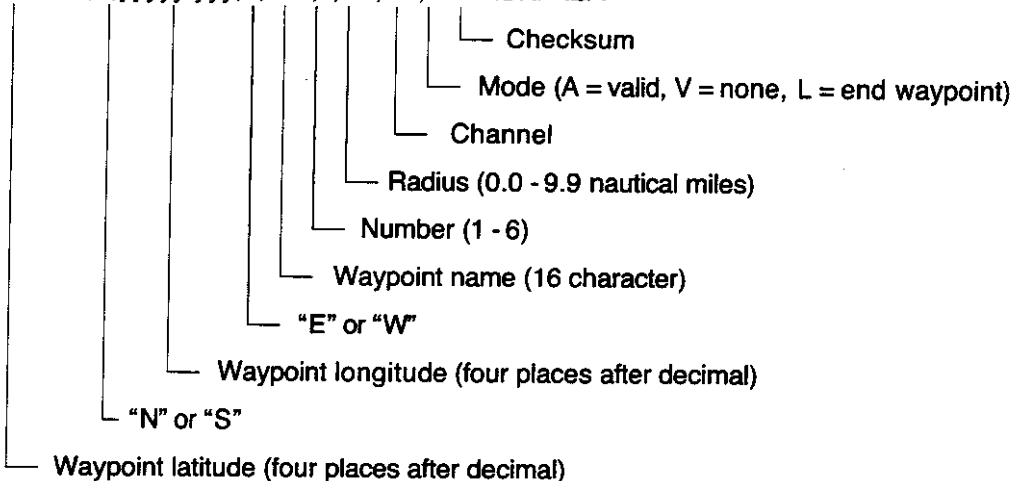 Checksum
Mode (A = valid, V = none, L = end waypoint)
Channel
Radius (0.0 - 9.9 nautical miles)
Number (1 - 6)
Waypoint name (16 character)
“E” or “W”
Waypoint longitude (four places after decimal)
“N” or “S”
Waypoint latitude (four places after decimal)